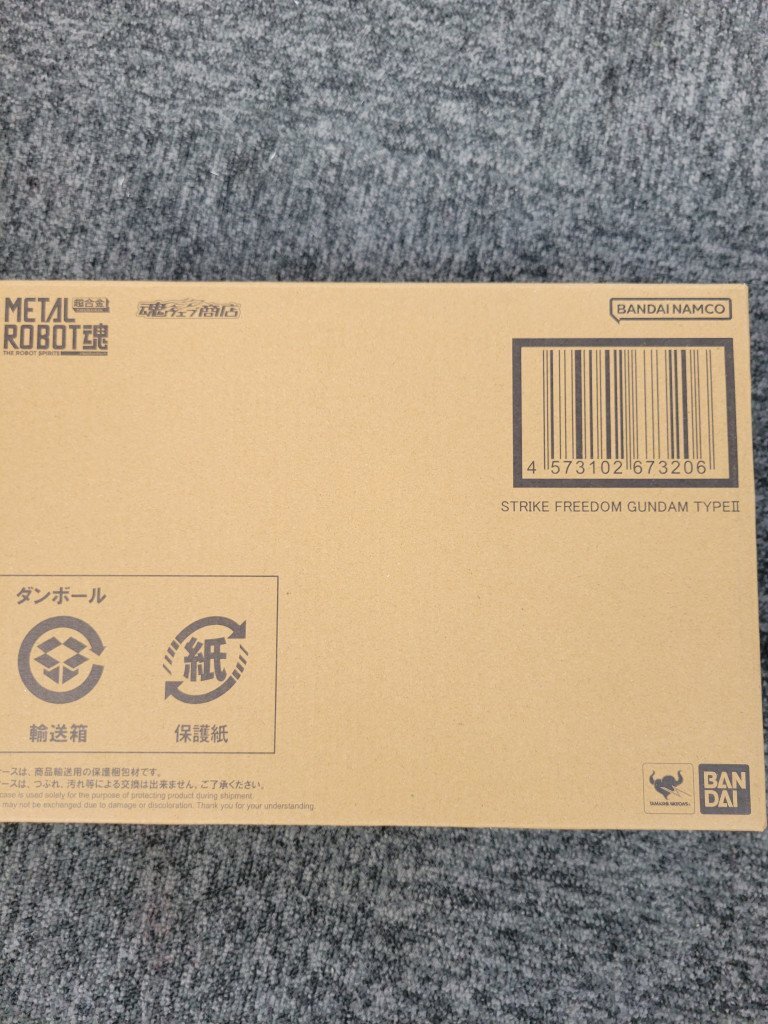 METAL 超合金
ROBOT魂
THE ROBOT SPIRITS
魂ウェブ商店
BANDAI NAMCO
4 573102 673206
STRIKE FREEDOM GUNDAM TYPEⅡ
ダンボール
紙
輸送箱
保護紙
ースは、商品輸送用の保護梱包材です。
ースは、つぶれ、汚れ等による交換は出来ません。ご了承ください。
case is used solely for the purpose of protecting product during shipment.
may not be exchanged due to damage or discoloration. Thank you for your understanding.
TAMASHII NATIONS
BAN
DAI